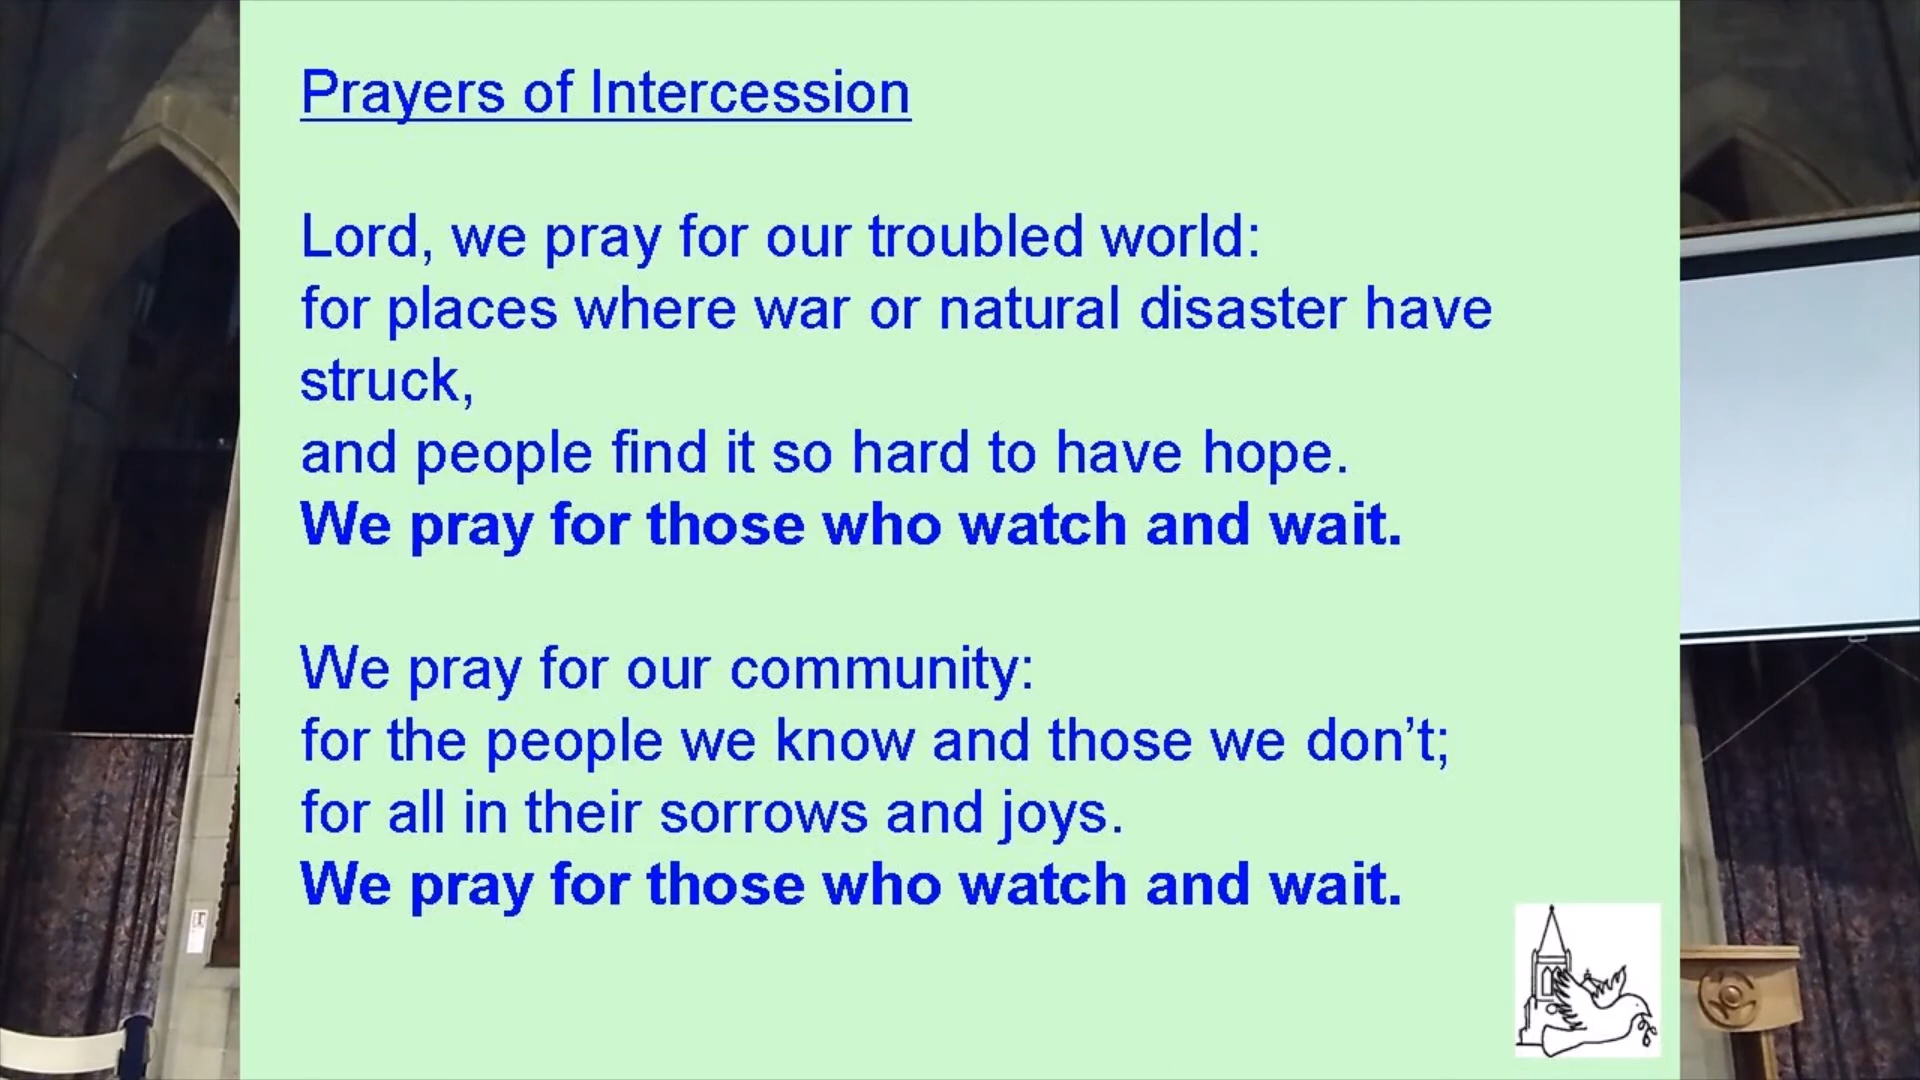 Prayers of Intercession
Lord, we pray for our troubled world:
for places where war or natural disaster have
struck,
and people find it so hard to have hope.
We pray for those who watch and wait.
We pray for our community:
for the people we know and those we don’t;
for all in their sorrows and joys.
We pray for those who watch and wait.